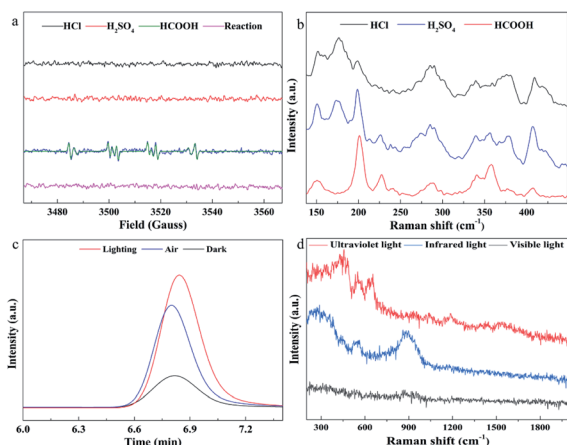 a
HCl H₂SO₄ HCOOH Reaction
3480 3500 3520 3540 3560
Field (Gauss)
b
HCl H₂SO₄ HCOOH
Intensity (a.u.)
150 200 250 300 350 400
Raman shift (cm⁻¹)
c
Lighting Air Dark
Intensity (a.u.)
6.0 6.3 6.6 6.9 7.2
Time (min)
d
Ultraviolet light Infrared light Visible light
Intensity (a.u.)
300 600 900 1200 1500 1800
Raman shift (cm⁻¹)